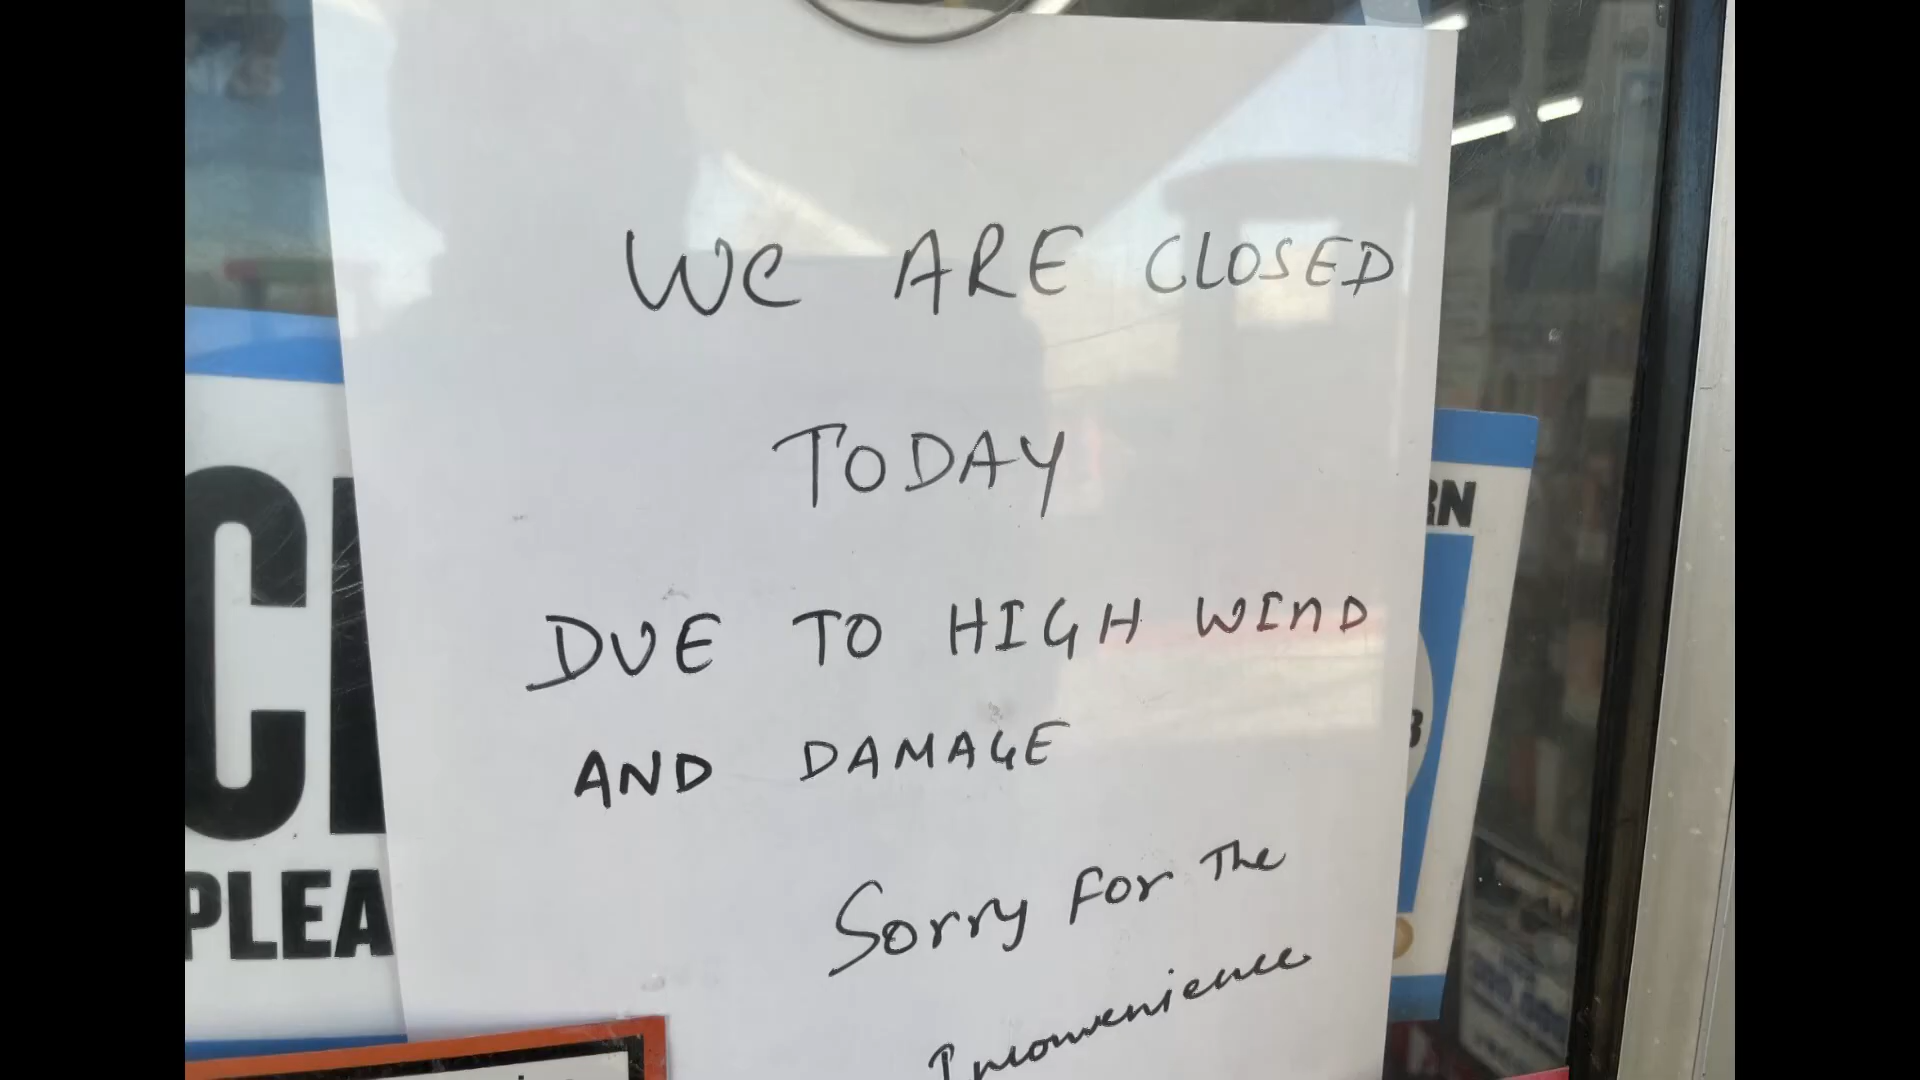 WE ARE CLOSED
TODAY
DUE TO HIGH WIND
AND DAMAGE
Sorry For The
Inconvenience
PLEA
RN